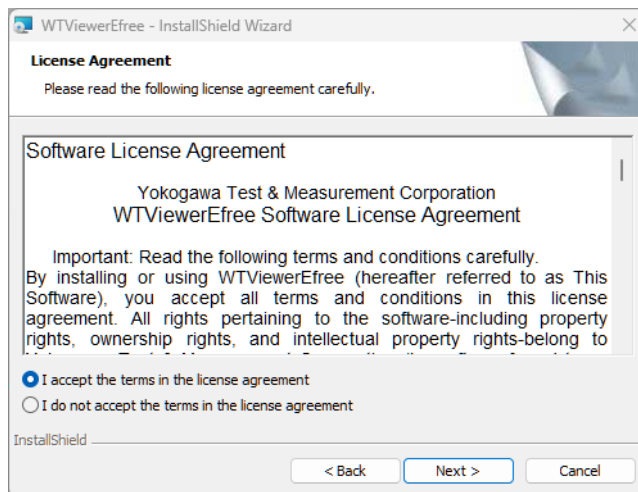 WTViewerEfree - InstallShield Wizard
License Agreement
Please read the following license agreement carefully.
Software License Agreement
Yokogawa Test & Measurement Corporation
WTViewerEfree Software License Agreement
Important: Read the following terms and conditions carefully.
By installing or using WTViewerEfree (hereafter referred to as This
Software), you accept all terms and conditions in this license
agreement. All rights pertaining to the software-including property
rights, ownership rights, and intellectual property rights-belong to
I accept the terms in the license agreement
I do not accept the terms in the license agreement
InstallShield
< Back
Next >
Cancel